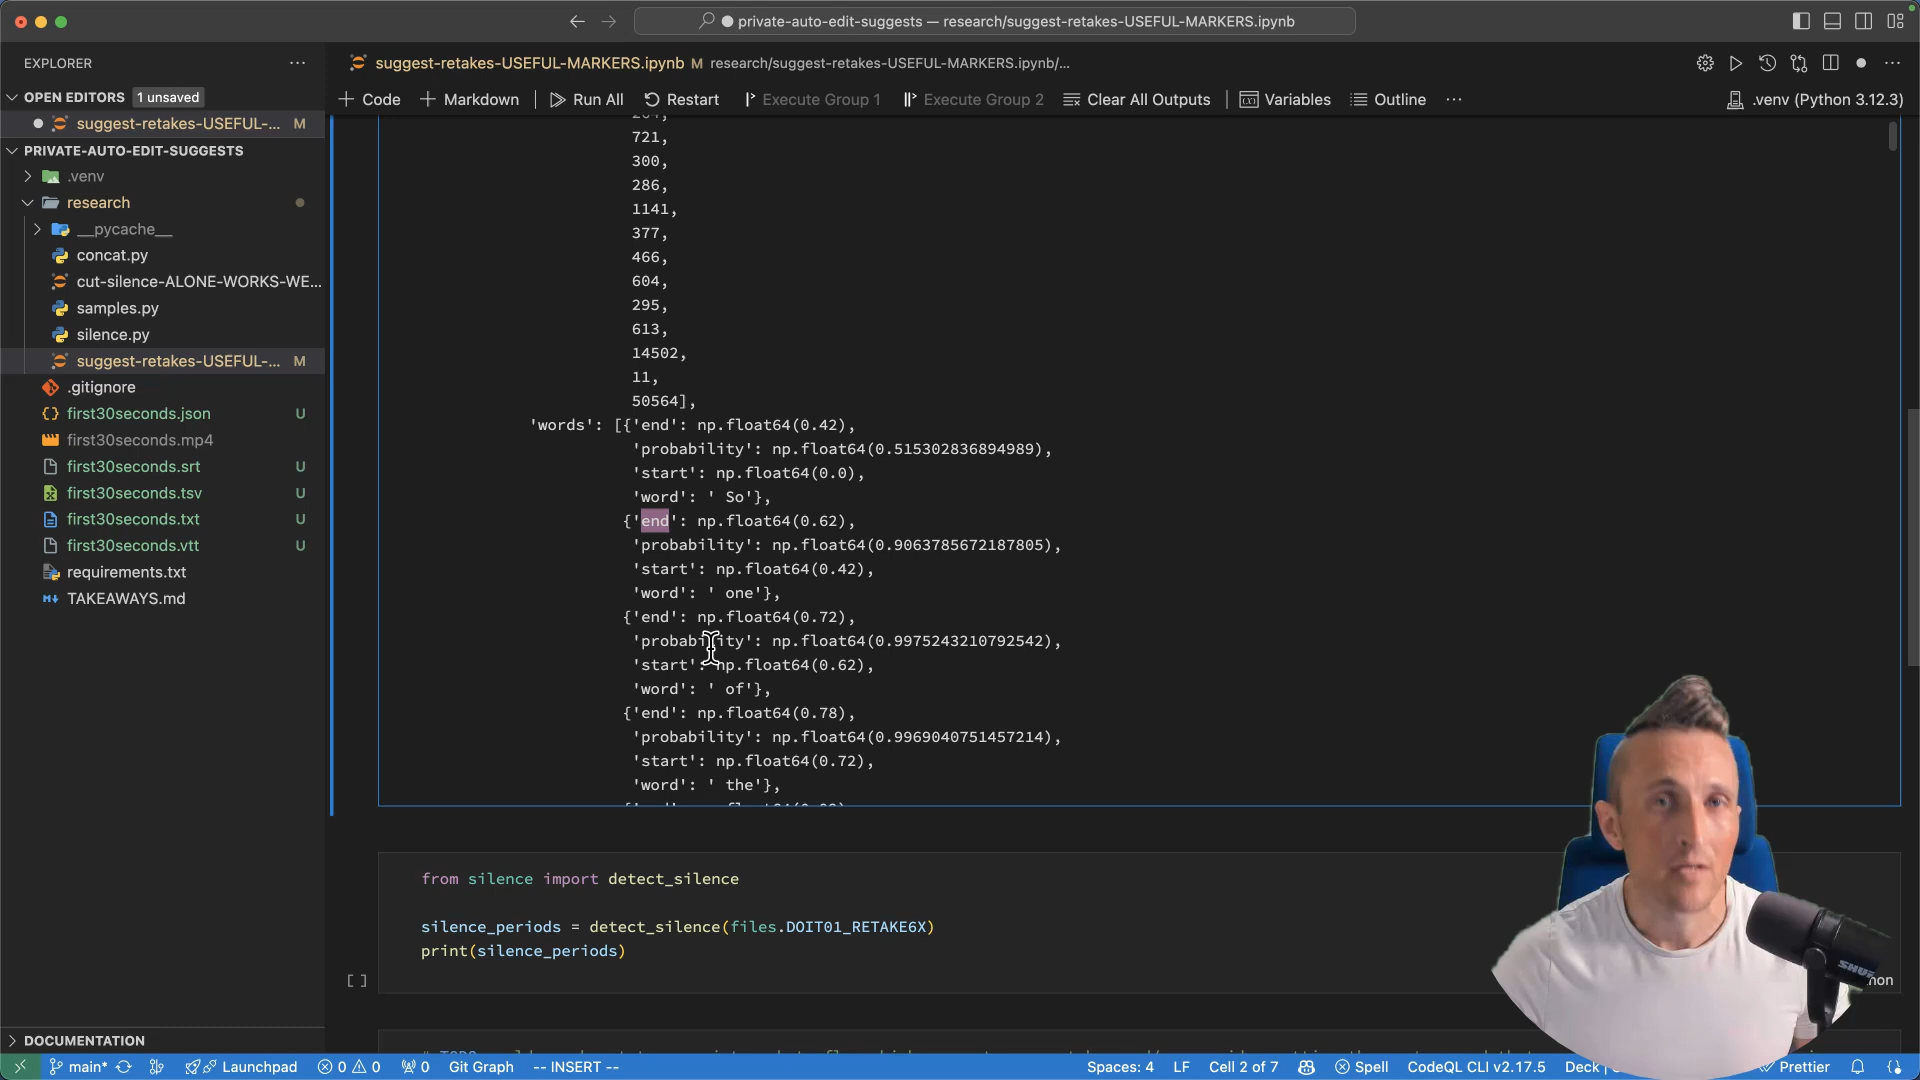 private-auto-edit-suggests — research/suggest-retakes-USEFUL-MARKERS.ipynb
EXPLORER
OPEN EDITORS 1 unsaved
suggest-retakes-USEFUL-... M
PRIVATE-AUTO-EDIT-SUGGESTS
.venv
research
__pycache__
concat.py
cut-silence-ALONE-WORKS-WE...
samples.py
silence.py
suggest-retakes-USEFUL-... M
.gitignore
first30seconds.json U
first30seconds.mp4
first30seconds.srt U
first30seconds.tsv U
first30seconds.txt U
first30seconds.vtt U
requirements.txt
TAKEAWAYS.md
DOCUMENTATION
suggest-retakes-USEFUL-MARKERS.ipynb M research/suggest-retakes-USEFUL-MARKERS.ipynb/...
Code Markdown Run All Restart Execute Group 1 Execute Group 2 Clear All Outputs Variables Outline ... .venv (Python 3.12.3)
721,
300,
286,
1141,
377,
466,
604,
295,
613,
14502,
11,
50564],
'words': [{'end': np.float64(0.42),
'probability': np.float64(0.515302836894989),
'start': np.float64(0.0),
'word': ' So'},
{'end': np.float64(0.62),
'probability': np.float64(0.9063785672187805),
'start': np.float64(0.42),
'word': ' one'},
{'end': np.float64(0.72),
'probability': np.float64(0.9975243210792542),
'start': np.float64(0.62),
'word': ' of'},
{'end': np.float64(0.78),
'probability': np.float64(0.9969040751457214),
'start': np.float64(0.72),
'word': ' the'},
from silence import detect_silence
silence_periods = detect_silence(files.DOIT01_RETAKE6X)
print(silence_periods)
[ ]
SHURE
main* Launchpad 0 0 0 Git Graph -- INSERT -- Spaces: 4 LF Cell 2 of 7 Spell CodeQL CLI v2.17.5 Deck Prettier